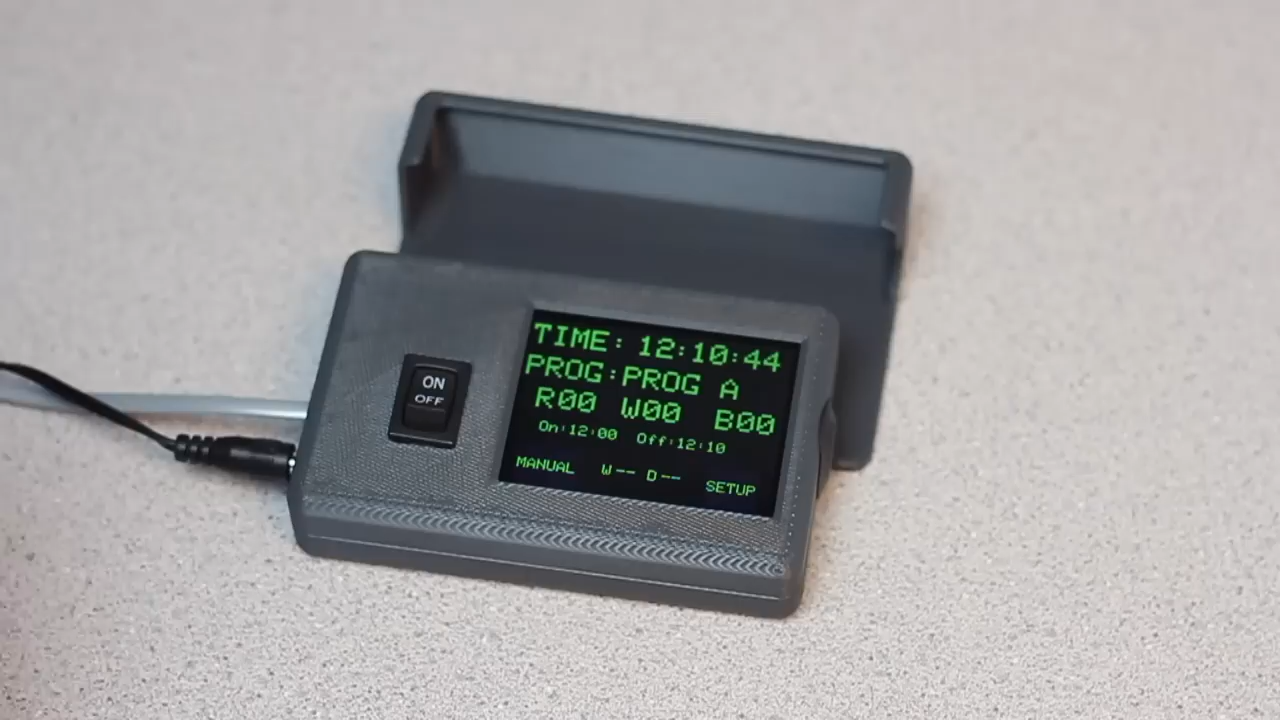 ON
OFF
TIME: 12:10:44
PROG:PROG A
R00 W00 B00
On:12:00 Off:12:10
MANUAL W-- D-- SETUP